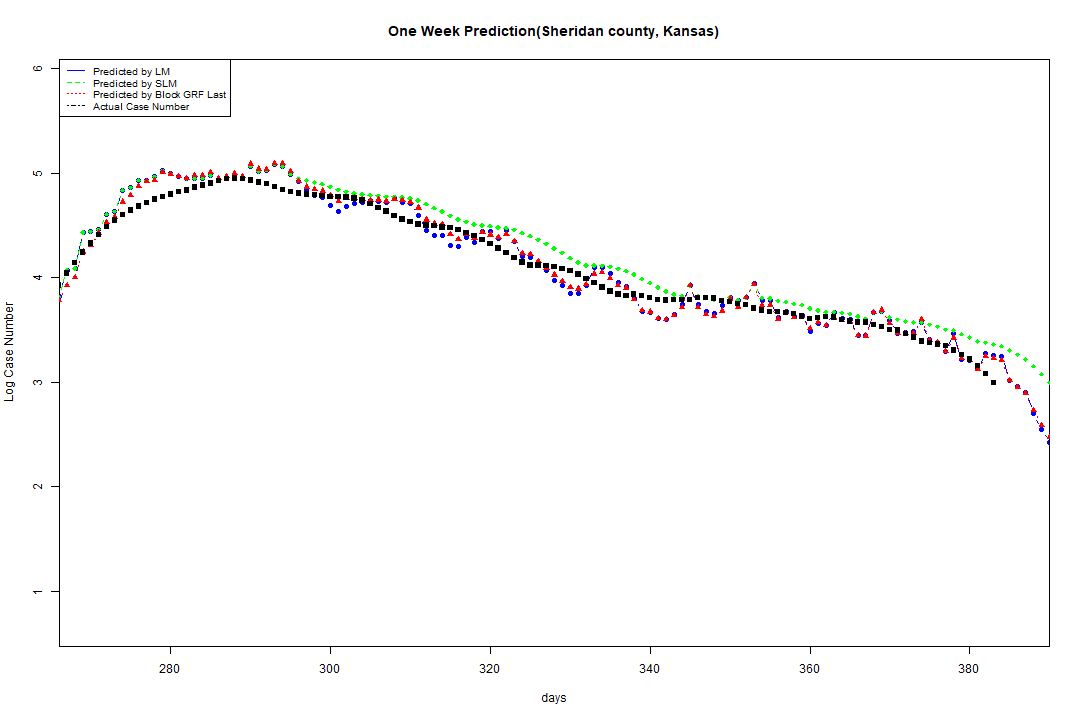 One Week Prediction(Sheridan county, Kansas)
Predicted by LM
Predicted by SLM
Predicted by Block GRF Last
Actual Case Number
6
5
4
3
2
1
Log Case Number
280 300 320 340 360 380
days